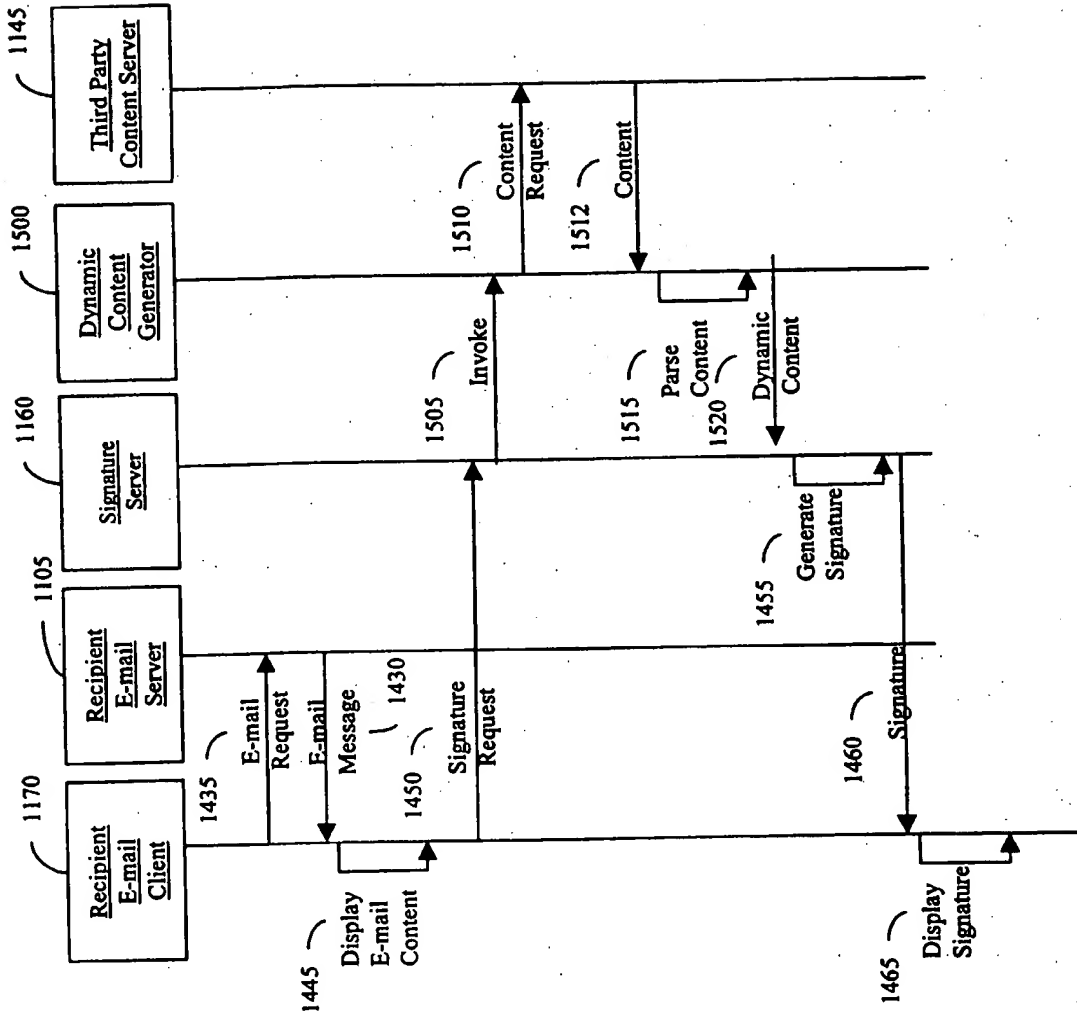 1170
Recipient
E-mail
Client
1105
Recipient
E-mail
Server
1160
Signature
Server
1500
Dynamic
Content
Generator
1145
Third Party
Content Server
1435
E-mail
Request
E-mail
Message
1430
1445
Display
E-mail
Content
1450
Signature
Request
1505
Invoke
1510
Content
Request
1512
Content
1515
Parse
Content
1520
Dynamic
Content
1455
Generate
Signature
1460
Signature
1465
Display
Signature